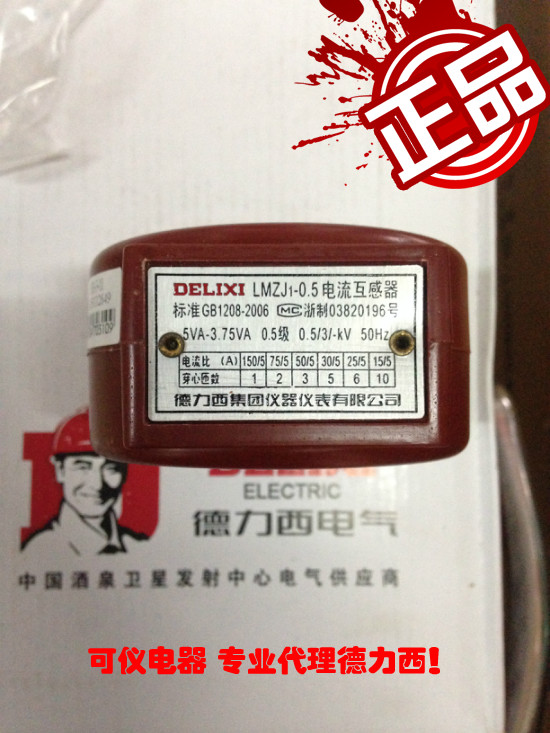 正品
DELIXI LMZJ1-0.5 电流互感器
标准GB1208-2006 MC 浙制03820196号
5VA-3.75VA 0.5级 0.5/3/-kV 50Hz
电流比 (A) 150/5 75/5 50/5 30/5 25/5 15/5
穿心匝数 1 2 3 5 6 10
德力西集团仪器仪表有限公司
ELECTRIC
德力西电气
中国酒泉卫星发射中心电气供应商
可仪电器 专业代理德力西!